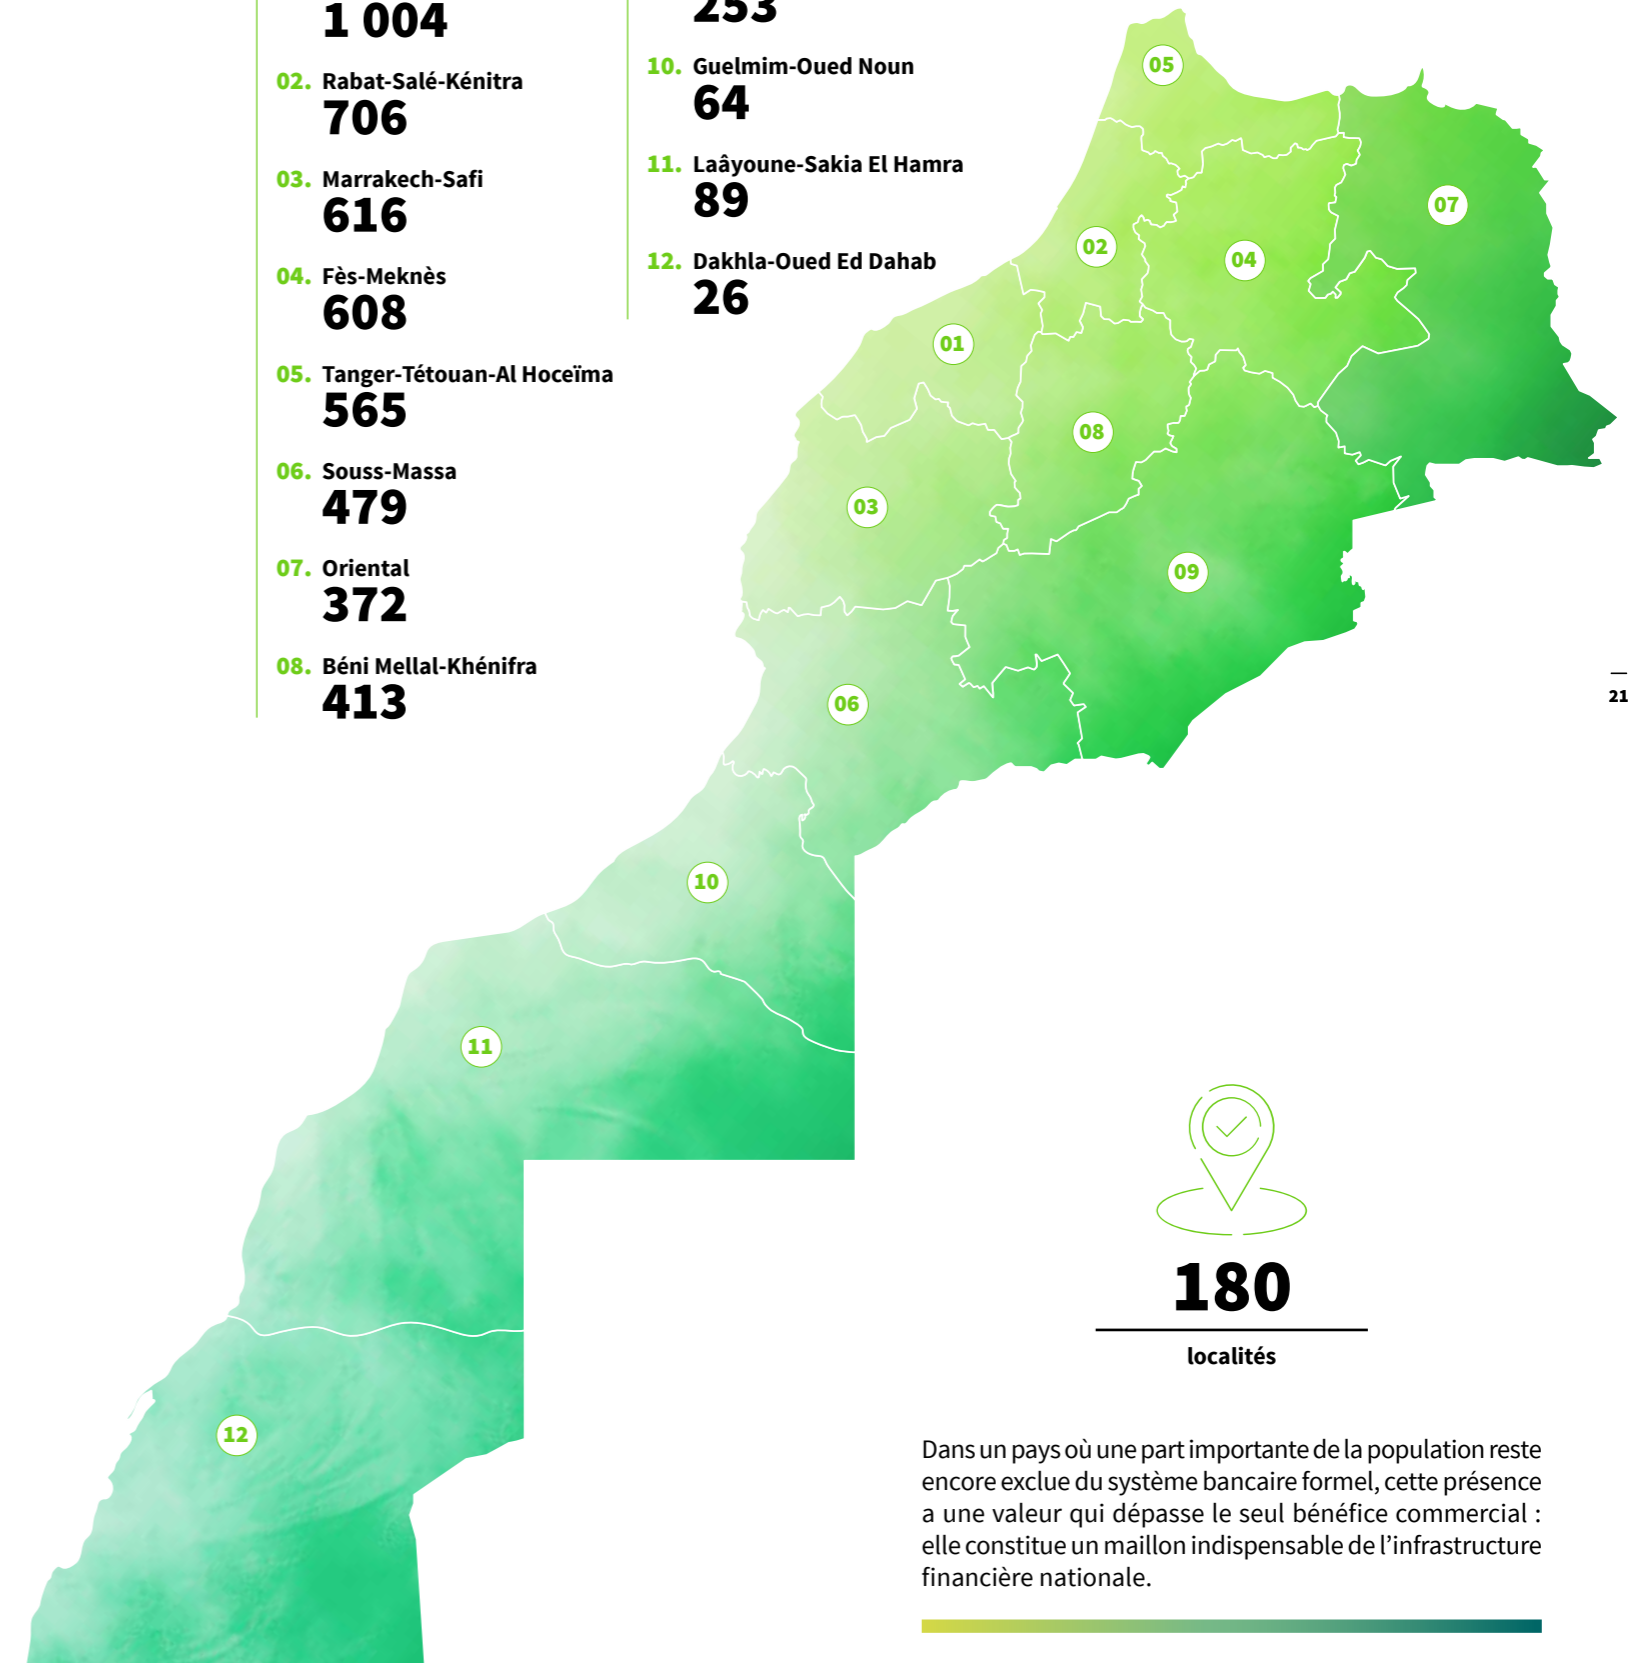 1 004
02. Rabat-Salé-Kénitra
706
03. Marrakech-Safi
616
04. Fès-Meknès
608
05. Tanger-Tétouan-Al Hoceïma
565
06. Souss-Massa
479
07. Oriental
372
08. Béni Mellal-Khénifra
413
253
10. Guelmim-Oued Noun
64
11. Laâyoune-Sakia El Hamra
89
12. Dakhla-Oued Ed Dahab
26
05
07
02
04
01
08
03
09
06
10
11
12
21
180
localités
Dans un pays où une part importante de la population reste
encore exclue du système bancaire formel, cette présence
a une valeur qui dépasse le seul bénéfice commercial :
elle constitue un maillon indispensable de l’infrastructure
financière nationale.